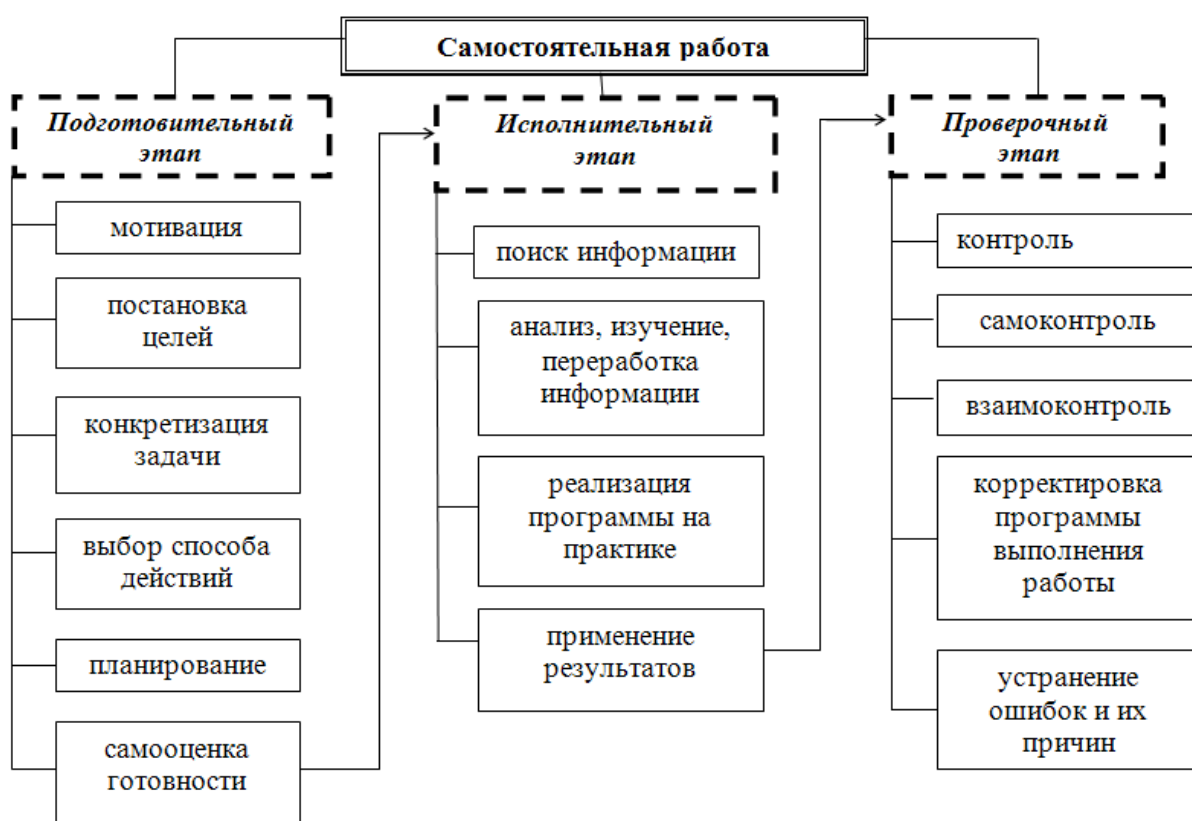 Самостоятельная работа
Подготовительный
этап
мотивация
постановка
целей
конкретизация
задачи
выбор способа
действий
планирование
самооценка
готовности
Исполнительный
этап
поиск информации
анализ, изучение,
переработка
информации
реализация
программы на
практике
применение
результатов
Проверочный
этап
контроль
самоконтроль
взаимоконтроль
корректировка
программы
выполнения
работы
устранение
ошибок и их
причин